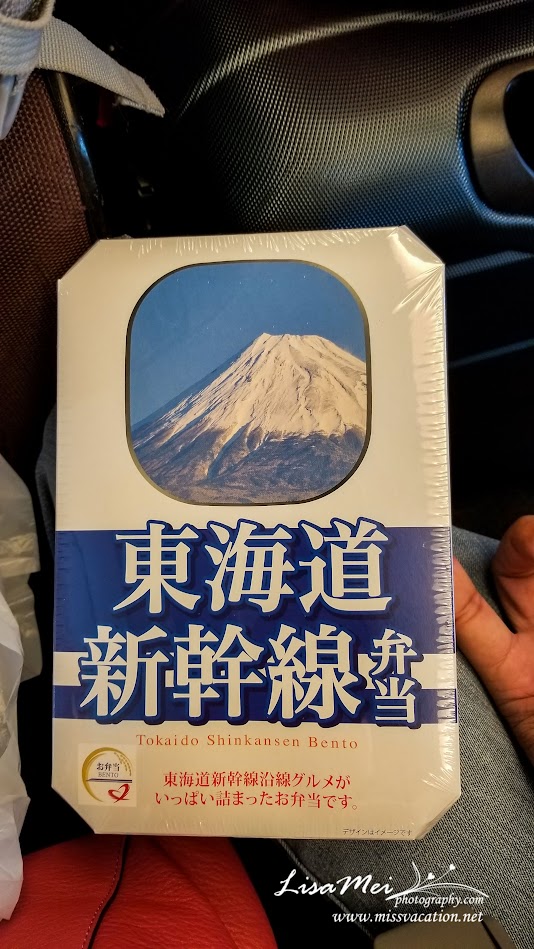 東海道
新幹線弁当
Tokaido Shinkansen Bento
お弁当
BENTO
東海道新幹線沿線グルメが
いっぱい詰まったお弁当です。
デザインはイメージです
LisaMei
photography.com
www.missvacation.net